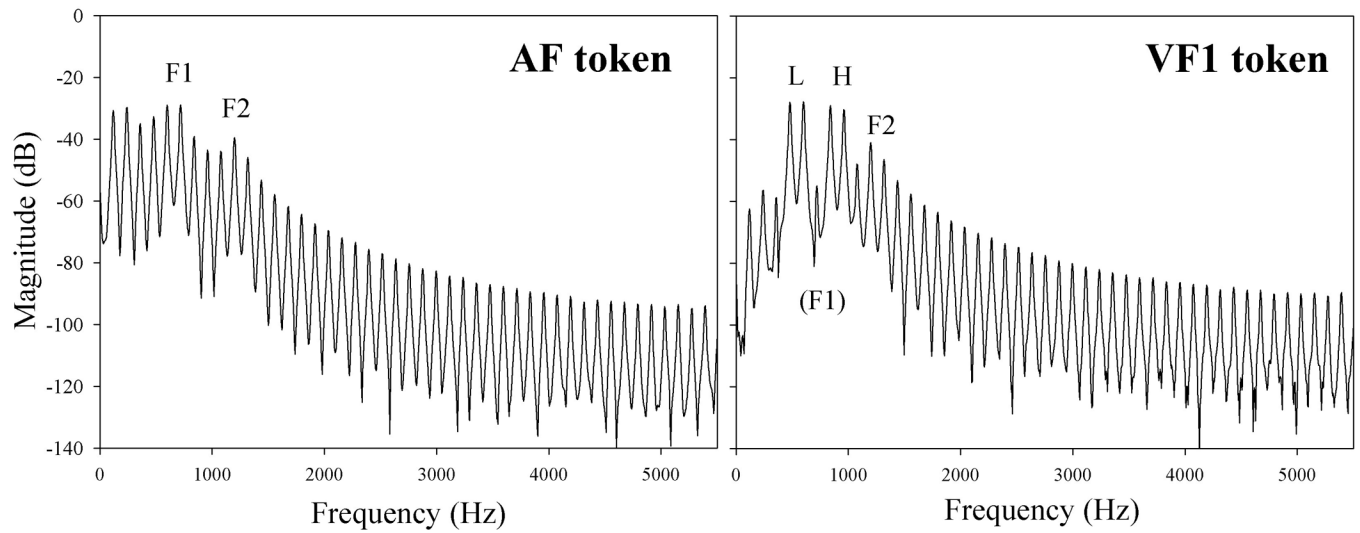 AF token
F1
F2
0
-20
-40
-60
-80
-100
-120
-140
Magnitude (dB)
0
1000
2000
3000
4000
5000
Frequency (Hz)
VF1 token
L
H
F2
(F1)
0
1000
2000
3000
4000
5000
Frequency (Hz)